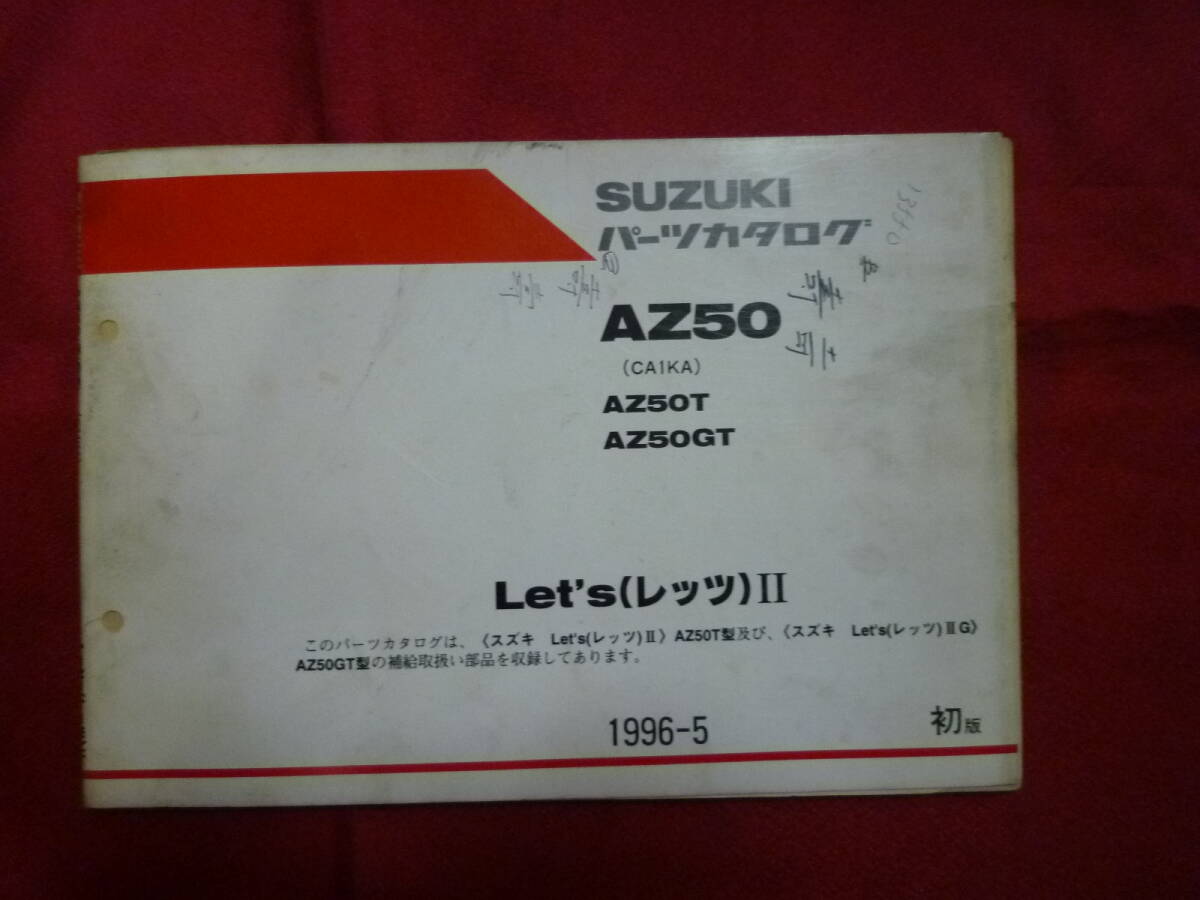 SUZUKI
パーツカタログ
AZ50
(CA1KA)
AZ50T
AZ50GT
Let's(レッツ)II
このパーツカタログは、《スズキ Let's(レッツ)II》AZ50T型及び、《スズキ Let's(レッツ)IIG》
AZ50GT型の補給取扱い部品を収録してあります。
1996-5
初版